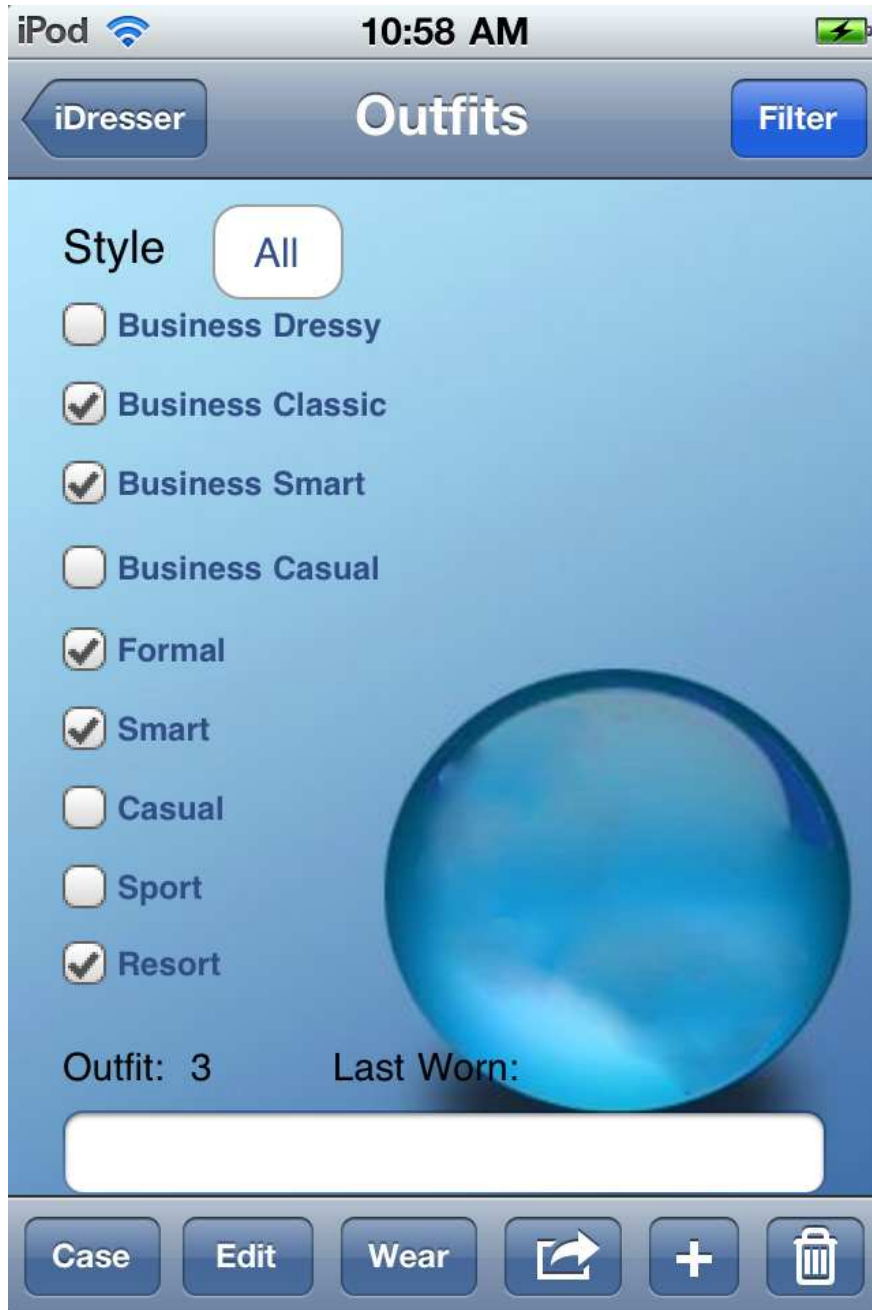 iPod 10:58 AM
iDresser Outfits Filter
Style All
Business Dressy
Business Classic
Business Smart
Business Casual
Formal
Smart
Casual
Sport
Resort
Outfit: 3 Last Worn:
Case Edit Wear +